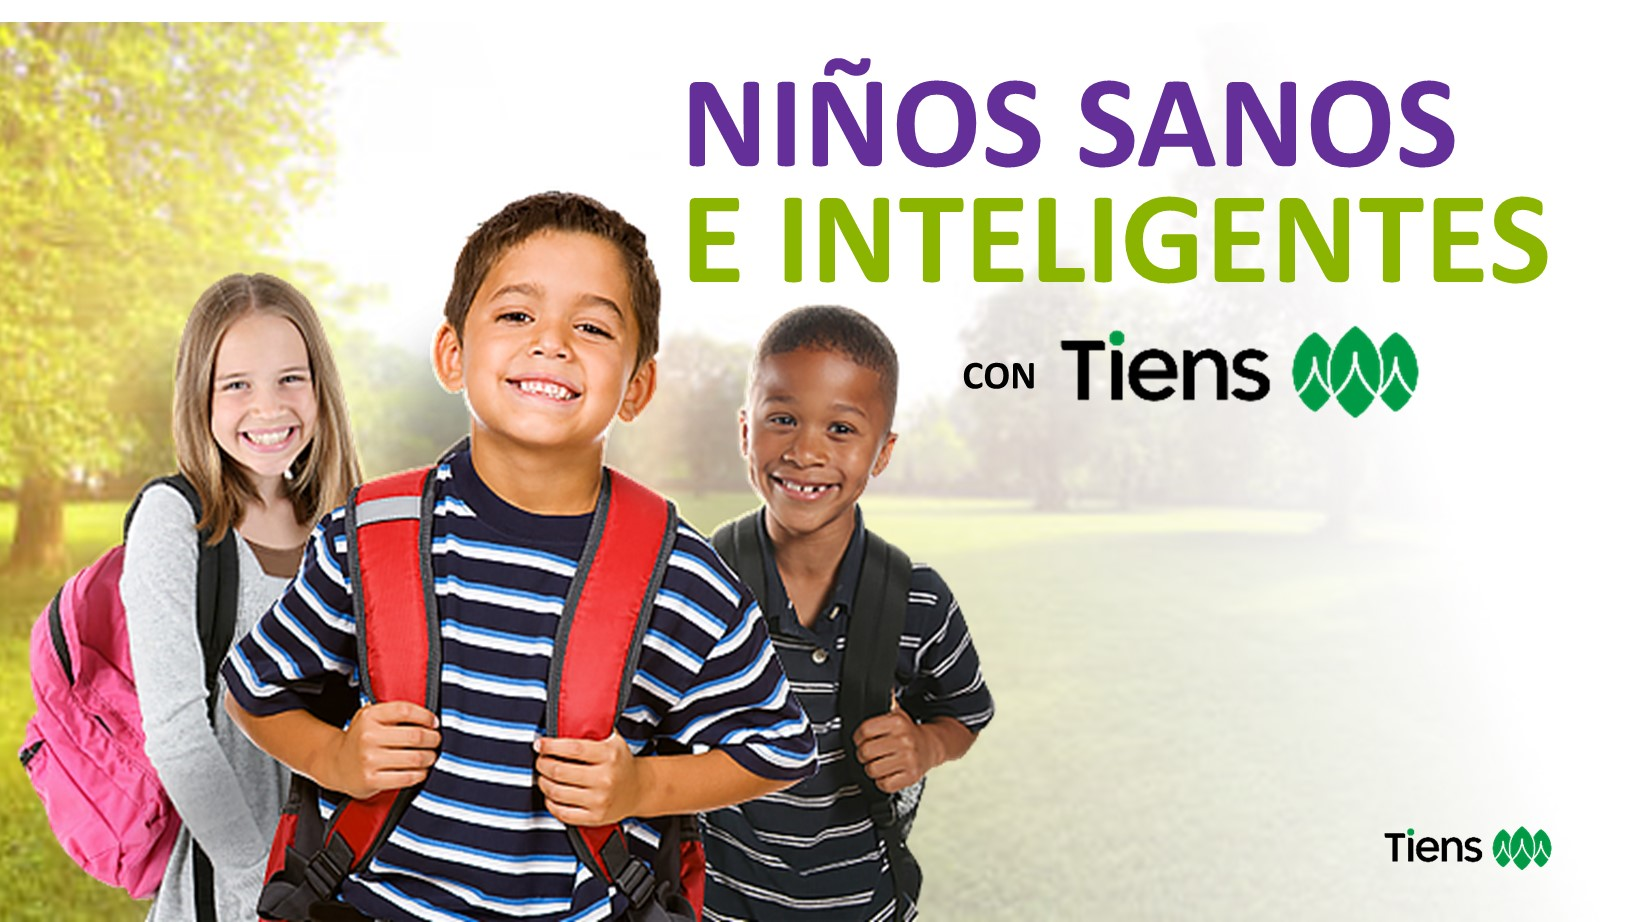 NIÑOS SANOS
E INTELIGENTES
CON Tiens
Tiens